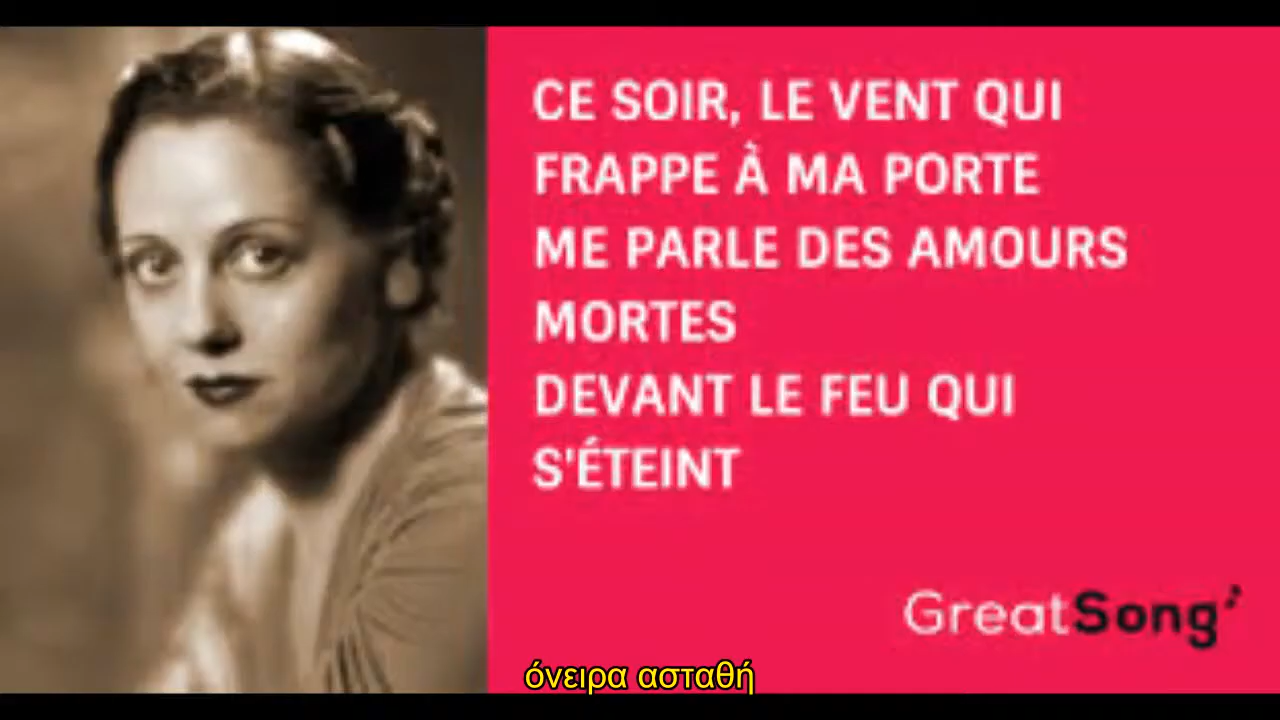 CE SOIR, LE VENT QUI
FRAPPE À MA PORTE
ME PARLE DES AMOURS
MORTES
DEVANT LE FEU QUI
S'ÉTEINT
GreatSong
όνειρα ασταθή